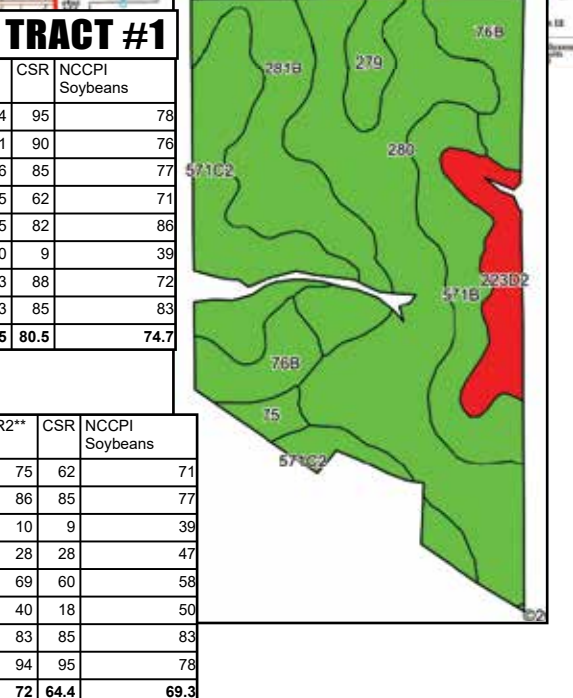 TRACT #1
CSR NCCPI
Soybeans
4 95 78
1 90 76
6 85 77
5 62 71
5 82 86
0 9 39
3 88 72
3 85 83
5 80.5 74.7
R2** CSR NCCPI
Soybeans
75 62 71
86 85 77
10 9 39
28 28 47
69 60 58
40 18 50
83 85 83
94 95 78
72 64.4 69.3
76B
281B
279
280
571C2
223D2
571B
76B
75
571C2
©2